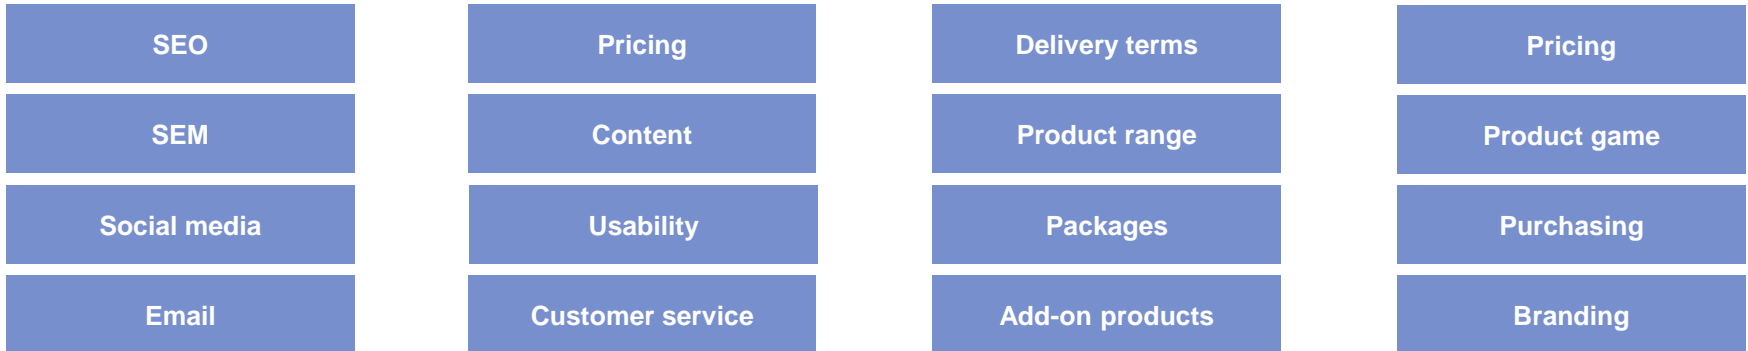 SEO
Pricing
Delivery terms
Pricing
SEM
Content
Product range
Product game
Social media
Usability
Packages
Purchasing
Email
Customer service
Add-on products
Branding